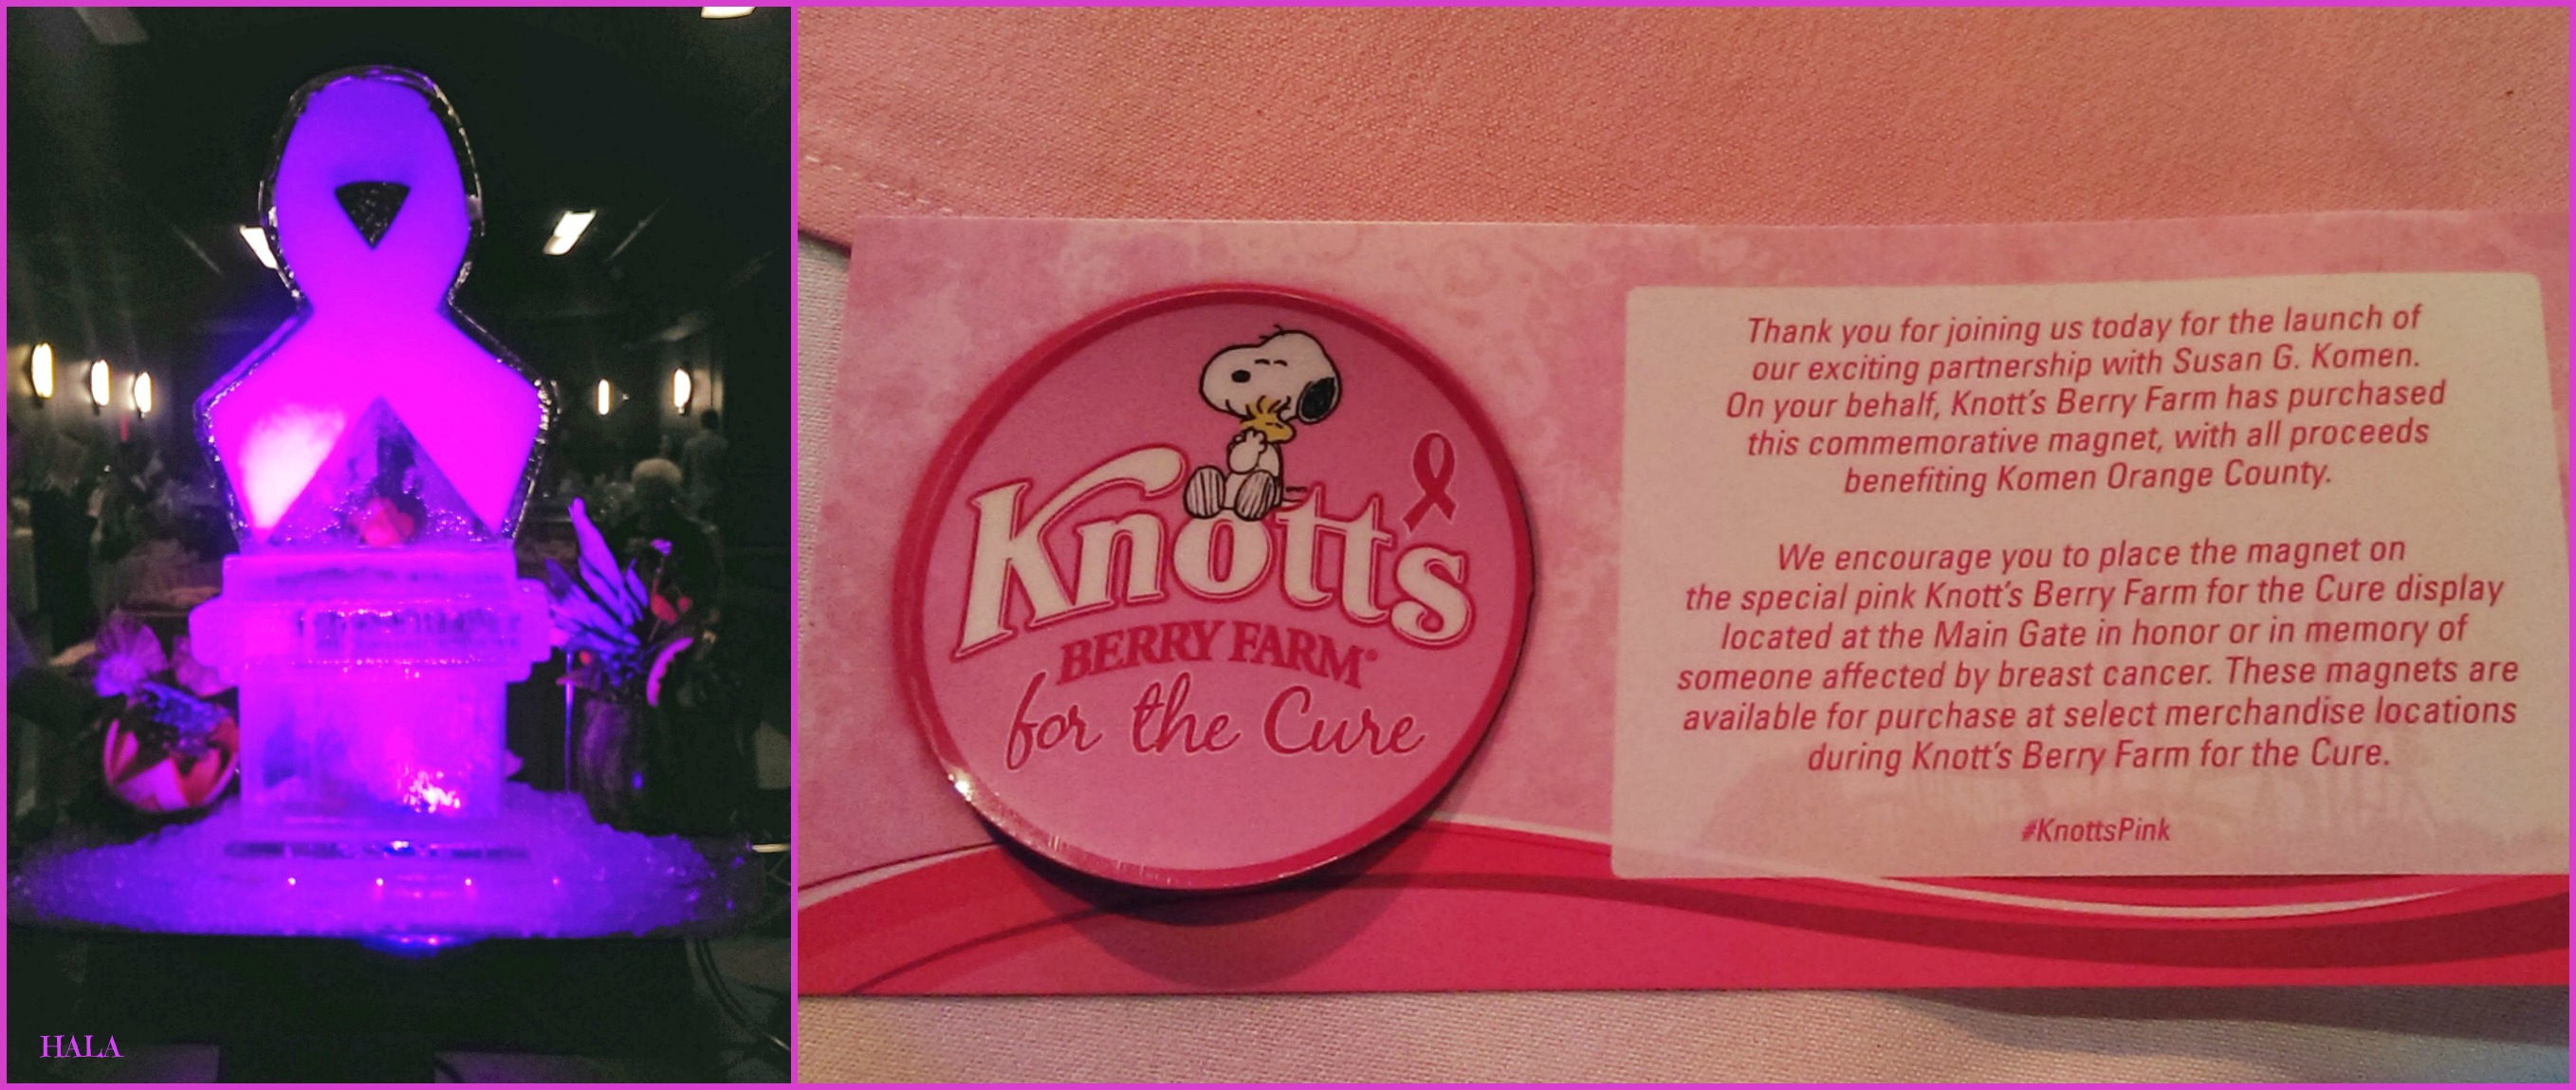 HALA
Knott's
BERRY FARM®
for the Cure
Thank you for joining us today for the launch of
our exciting partnership with Susan G. Komen.
On your behalf, Knott's Berry Farm has purchased
this commemorative magnet, with all proceeds
benefiting Komen Orange County.
We encourage you to place the magnet on
the special pink Knott's Berry Farm for the Cure display
located at the Main Gate in honor or in memory of
someone affected by breast cancer. These magnets are
available for purchase at select merchandise locations
during Knott's Berry Farm for the Cure.
#KnottsPink